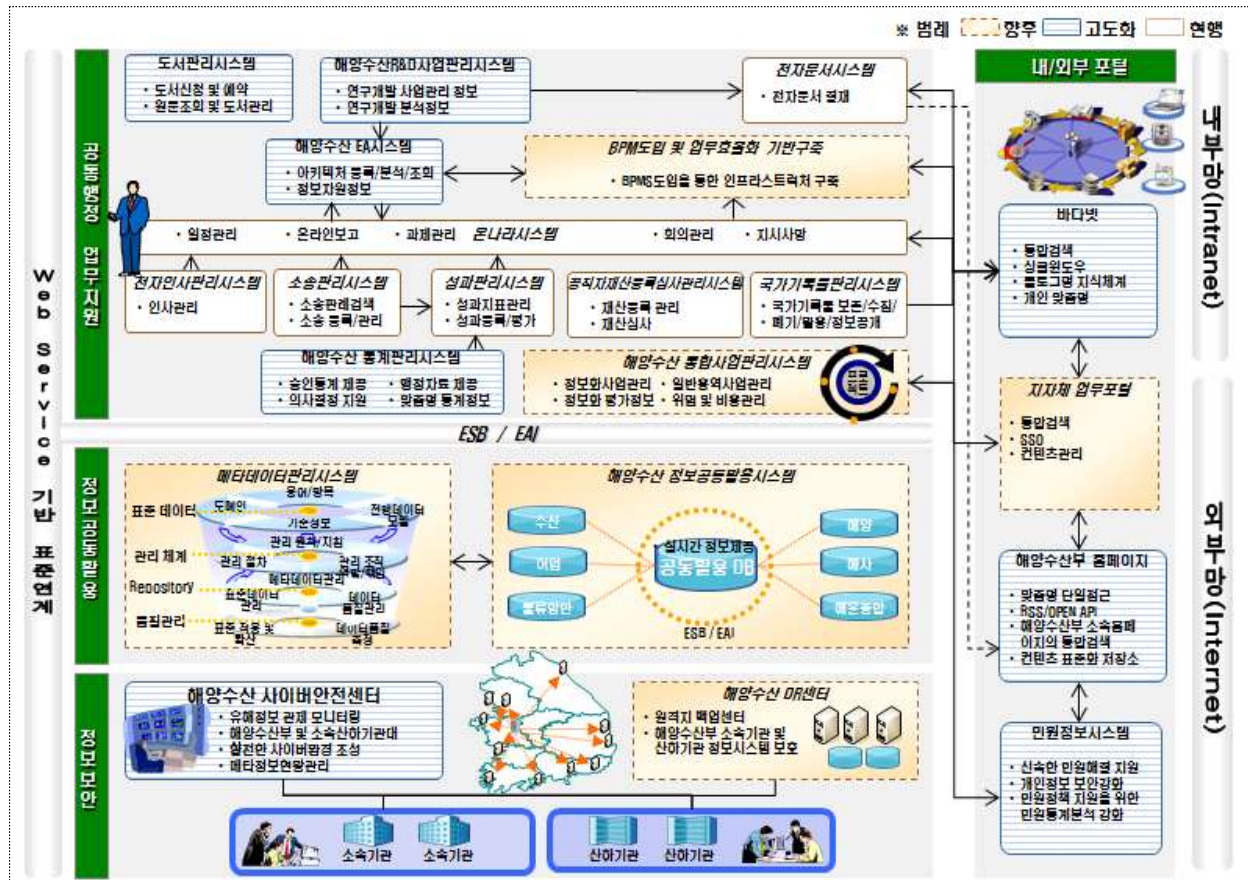 ※ 범례 향후 고도화 현행
Web Service 기반 표준연계
공통행정 업무지원
도서관리시스템
• 도서신청 및 예약
• 원문조회 및 도서관리
해양수산R&D사업관리시스템
• 연구개발 사업관리 정보
• 연구개발 분석정보
전자문서시스템
• 전자문서 결재
해양수산 EA시스템
• 아키텍처 등록/분석/조회
• 정보자원정보
BPM도입 및 업무효율화 기반구축
• BPMS도입을 통한 인프라스트럭처 구축
• 일정관리 • 온라인보고 • 과제관리 온나라시스템 • 회의관리 • 지시사항
전자인사관리시스템
• 인사관리
소송관리시스템
• 소송판례검색
• 소송 등록/관리
성과관리시스템
• 성과지표관리
• 성과등록/평가
공직자재산등록심사관리시스템
• 재산등록 관리
• 재산심사
국가기록물관리시스템
• 국가기록물 보존/수집/
• 폐기/활용/정보공개
해양수산 통계관리시스템
• 승인통계 제공 • 행정자료 제공
• 의사결정 지원 • 맞춤형 통계정보
해양수산 통합사업관리시스템
• 정보화사업관리 • 일반용역사업관리
• 정보화 평가정보 • 위험 및 비용관리
ESB / EAI
정보공동활용
메타데이터관리시스템
용어/항목
표준 데이터
도메인
기준정보
관리 원칙/지침
관리 체계
관리 절차
관리 조직
Repository
메타데이터관리
표준데이터
관리
데이터
품질관리
품질관리
표준 적용 및
확산
데이터품질
측정
해양수산 정보공동활용시스템
수산
어업
물류항만
실시간 정보제공
공동활용 DB
해양
해사
해운종합
ESB / EAI
정보보안
해양수산 사이버안전센터
• 유해정보 관제 모니터링
• 해양수산부 및 소속산하기관대
• 안전한 사이버환경 조성
• 메타정보현황관리
해양수산 DR센터
• 원격지 백업센터
• 해양수산부 소속기관 및
산하기관 정보시스템 보호
소속기관 소속기관
산하기관 산하기관
내/외부 포털
바다넷
• 통합검색
• 싱글윈도우
• 블로그형 지식체계
• 개인 맞춤형
지자체 업무포털
• 통합검색
• SSO
• 컨텐츠관리
해양수산부 홈페이지
• 맞춤형 단일접근
• RSS/OPEN API
• 해양수산부 소속홈페
이지의 통합검색
• 컨텐츠 표준화 저장소
민원정보시스템
• 신속한 민원해결 지원
• 개인정보 보안강화
• 민원정책 지원을 위한
민원통계분석 강화
내부망(Intranet)
외부망(Internet)